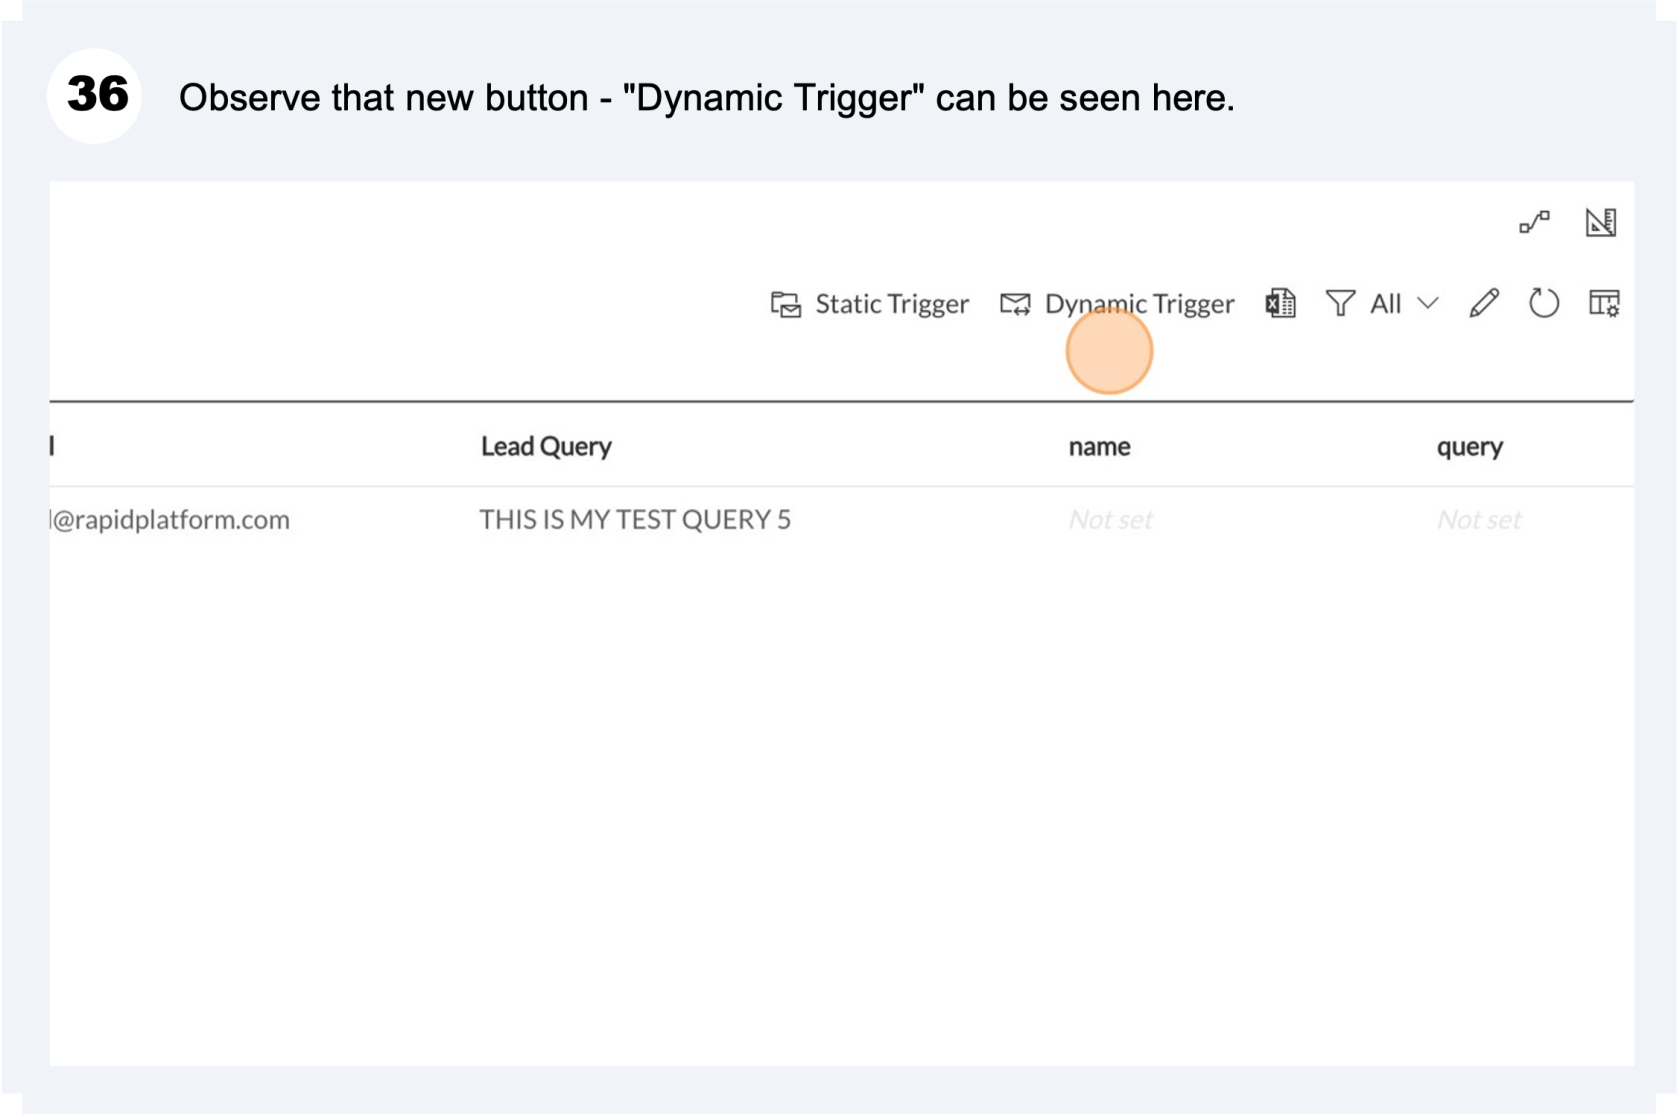 36 Observe that new button - "Dynamic Trigger" can be seen here.
Static Trigger Dynamic Trigger All
Lead Query name query
l@rapidplatform.com THIS IS MY TEST QUERY 5 Not set Not set